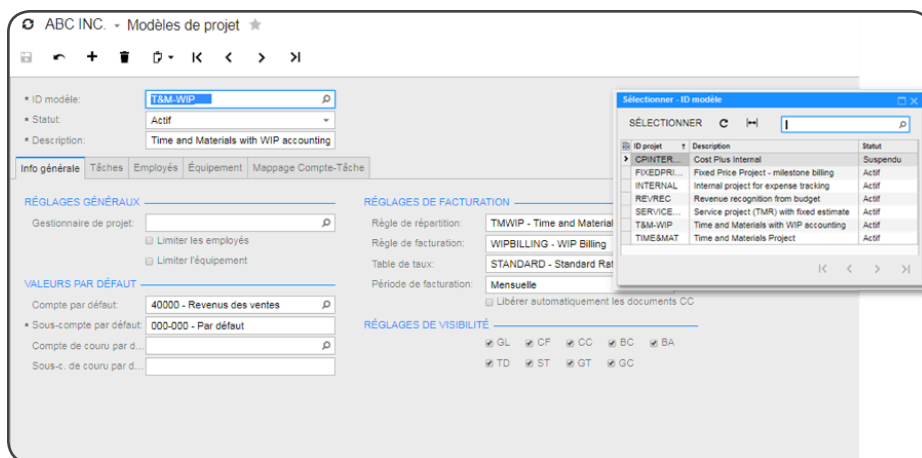 ABC INC. - Modèles de projet
ID modèle: T&M-WIP
Statut: Actif
Description: Time and Materials with WIP accounting
Info générale Tâches Employés Équipement Mappage Compte-Tâche
RÉGLAGES GÉNÉRAUX
Gestionnaire de projet:
Limiter les employés
Limiter l'équipement
VALEURS PAR DÉFAUT
Compte par défaut: 40000 - Revenus des ventes
Sous-compte par défaut: 000-000 - Par défaut
Compte de couru par d...
Sous-c. de couru par d...
RÉGLAGES DE FACTURATION
Règle de répartition: TMWIP - Time and Material
Règle de facturation: WIPBILLING - WIP Billing
Table de taux: STANDARD - Standard Rat
Période de facturation: Mensuelle
Libérer automatiquement les documents CC
RÉGLAGES DE VISIBILITÉ
GL CF CC BC BA
TD ST GT GC
Sélectionner - ID modèle
SÉLECTIONNER
ID projet Description Statut
CPINTER... Cost Plus Internal Suspendu
FIXEDPRI... Fixed Price Project - milestone billing Actif
INTERNAL Internal project for expense tracking Actif
REVREC Revenue recognition from budget Actif
SERVICE... Service project (TMR) with fixed estimate Actif
T&M-WIP Time and Materials with WIP accounting Actif
TIME&MAT Time and Materials Project Actif